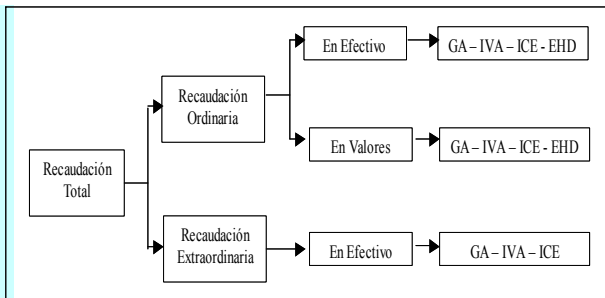 En Efectivo
GA – IVA – ICE - EHD
Recaudación
Ordinaria
En Valores
GA – IVA – ICE - EHD
Recaudación
Total
Recaudación
Extraordinaria
En Efectivo
GA – IVA – ICE